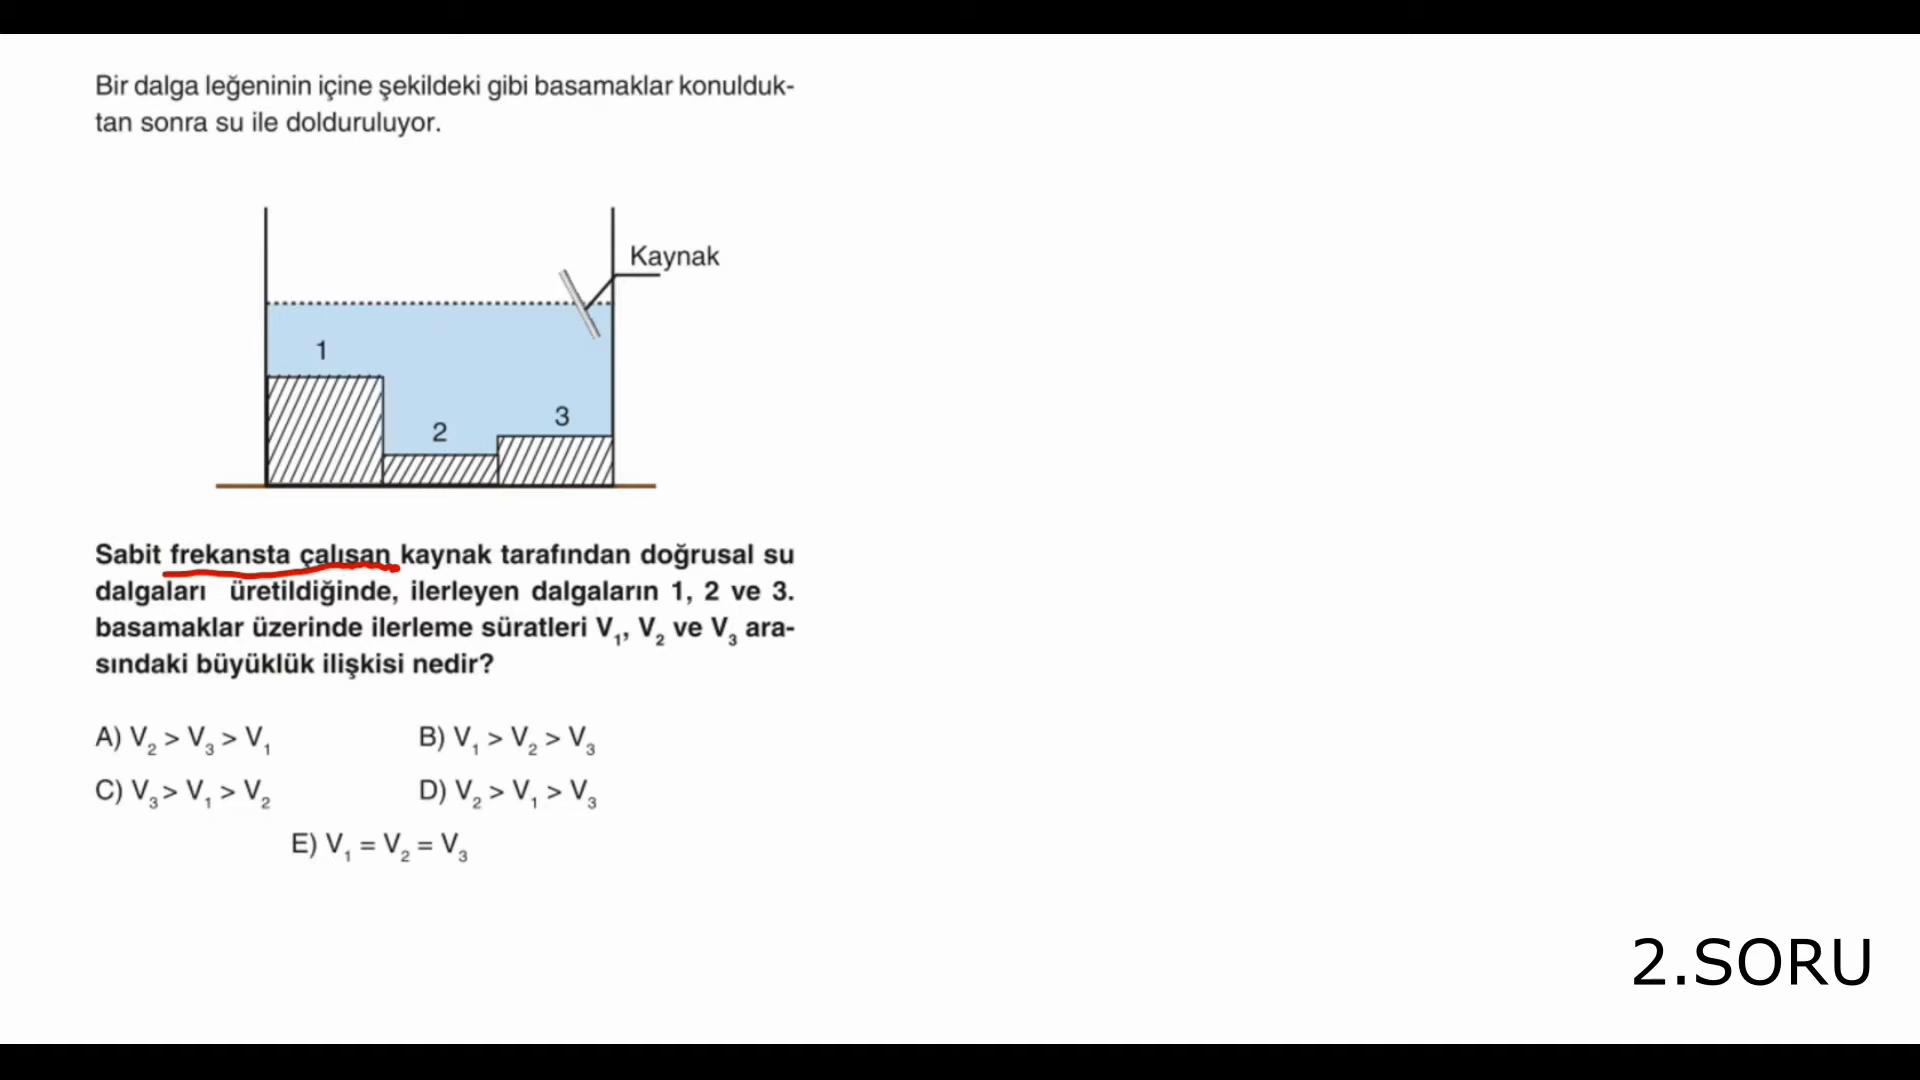 Bir dalga leğeninin içine şekildeki gibi basamaklar konulduk-
tan sonra su ile dolduruluyor.
Kaynak
1
2
3
Sabit frekansta çalışan kaynak tarafından doğrusal su
dalgaları üretildiğinde, ilerleyen dalgaların 1, 2 ve 3.
basamaklar üzerinde ilerleme süratleri V₁, V₂ ve V₃ ara-
sındaki büyüklük ilişkisi nedir?
A) V₂ > V₃ > V₁
B) V₁ > V₂ > V₃
C) V₃ > V₁ > V₂
D) V₂ > V₁ > V₃
E) V₁ = V₂ = V₃
2.SORU